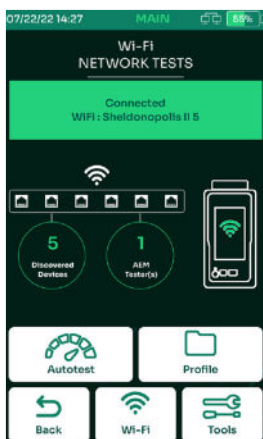 07/22/22 14:27 MAIN 55%
Wi-Fi
NETWORK TESTS
Connected
WiFi : Sheldonopolis II 5
5
Discovered
Devices
1
AEM
Tester(s)
Autotest
Profile
Back
Wi-Fi
Tools